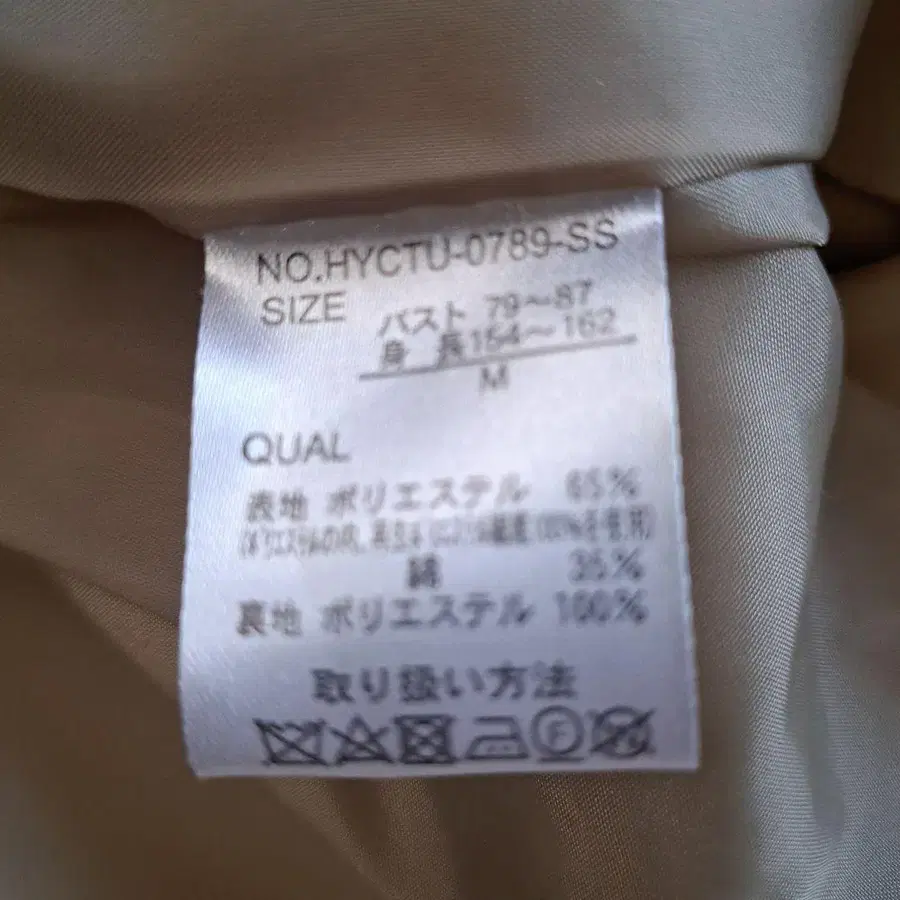 NO.HYCTU-0789-SS
SIZE
バスト 79～87
身 長154～162
M
QUAL
表地 ポリエステル 65%
綿 35%
裏地 ポリエステル 100%
取り扱い方法
F